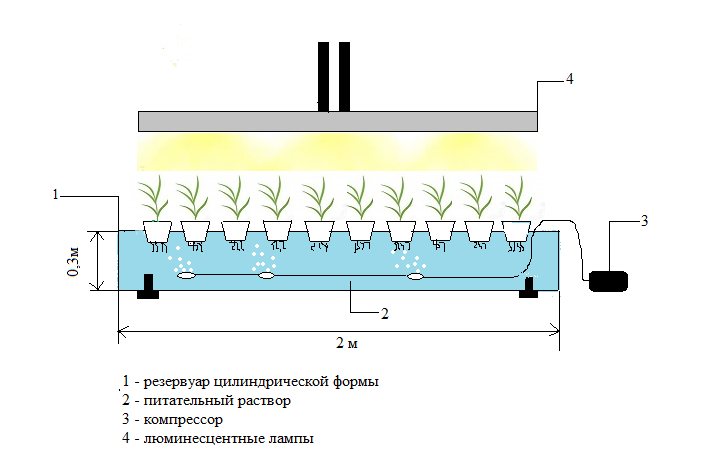 4
1
3
0,3м
2
2 м
1 - резервуар цилиндрической формы
2 - питательный раствор
3 - компрессор
4 - люминесцентные лампы